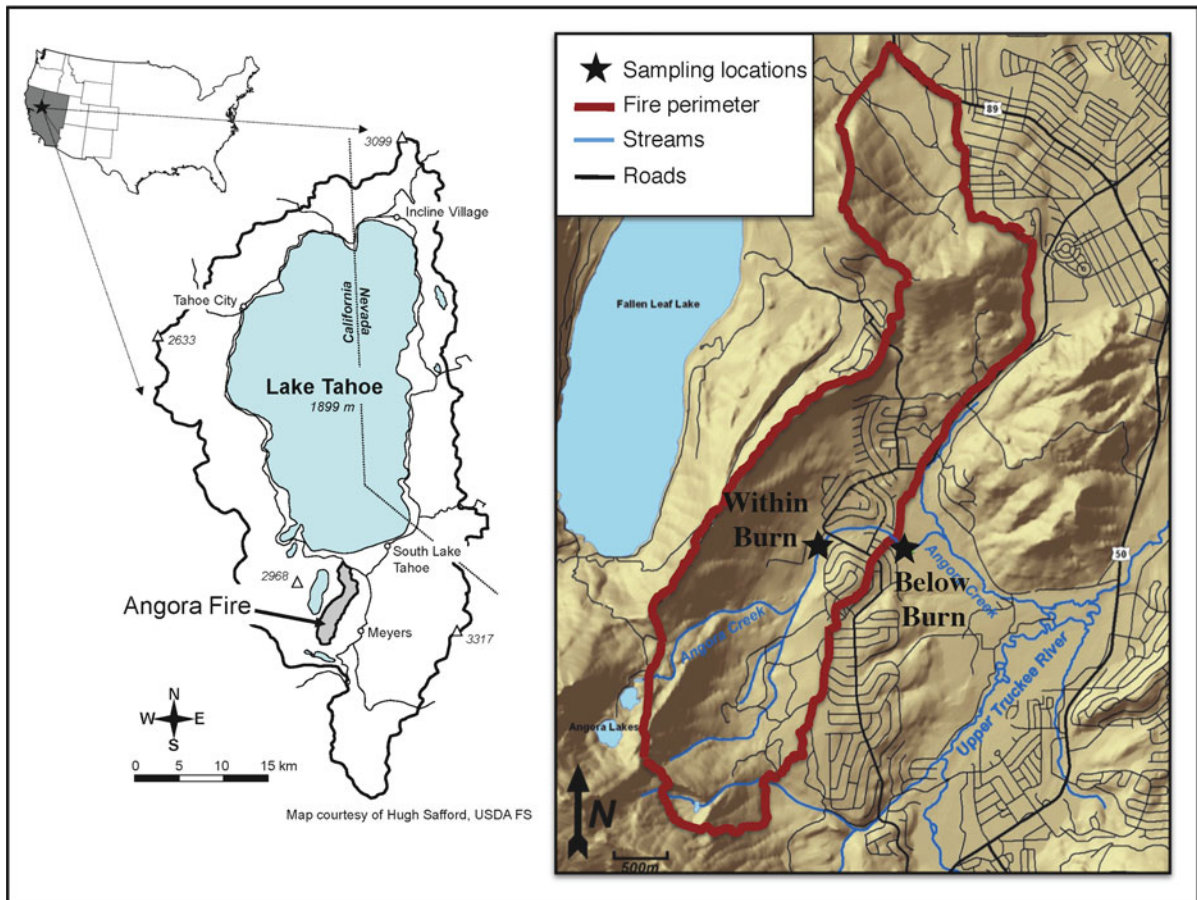 3099
Incline Village
Tahoe City
California
Nevada
2633
Lake Tahoe
1899 m
South Lake
Tahoe
2968
Angora Fire
Meyers
3317
N
W E
S
0 5 10 15 km
Map courtesy of Hugh Safford, USDA FS
Sampling locations
Fire perimeter
Streams
Roads
89
Fallen Leaf Lake
Within
Burn
50
Angora Creek
Below
Burn
Angora Creek
Upper Truckee River
Angora Lakes
N
500m